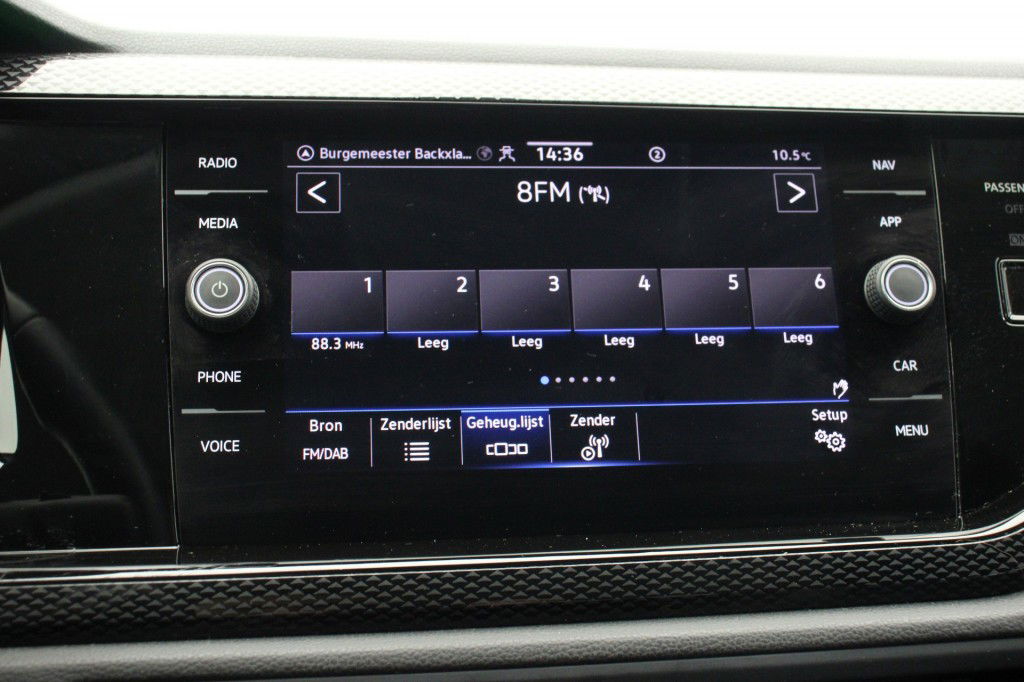 RADIO
MEDIA
PHONE
VOICE
Burgemeester Backxla... 14:36 2 10.5°C
< 8FM >
1 2 3 4 5 6
88.3 MHz Leeg Leeg Leeg Leeg Leeg
Bron Zenderlijst Geheug.lijst Zender Setup
FM/DAB
NAV
APP
CAR
MENU
PASSEN
OFF
ON